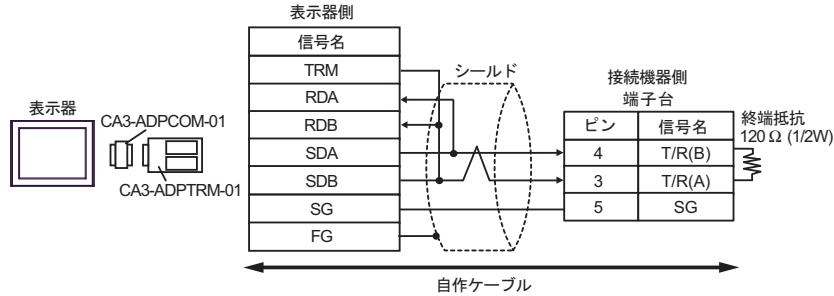 表示器側
信号名
TRM
RDA
RDB
SDA
SDB
SG
FG
シールド
接続機器側
端子台
ピン 信号名
4 T/R(B)
3 T/R(A)
5 SG
終端抵抗
120 Ω (1/2W)
表示器
CA3-ADPCOM-01
CA3-ADPTRM-01
自作ケーブル